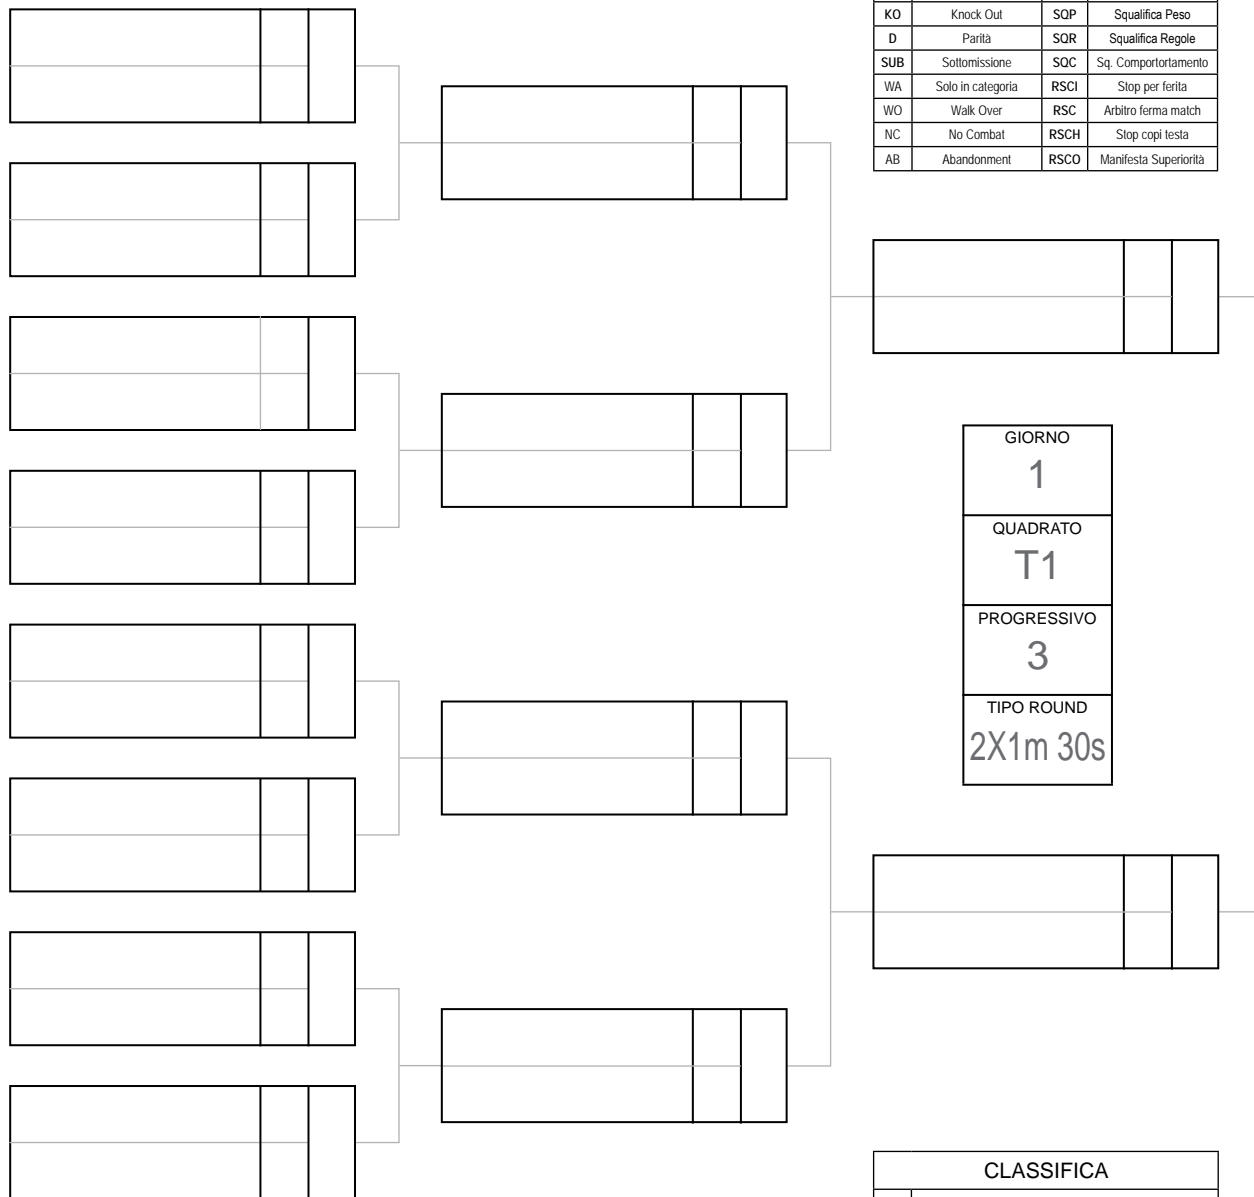 KO Knock Out SQP Squalifica Peso
D Parità SQR Squalifica Regole
SUB Sottomissione SQC Sq. Comportortamento
WA Solo in categoria RSCI Stop per ferita
WO Walk Over RSC Arbitro ferma match
NC No Combat RSCH Stop copi testa
AB Abandonment RSCO Manifesta Superiorità
GIORNO
1
QUADRATO
T1
PROGRESSIVO
3
TIPO ROUND
2X1m 30s
CLASSIFICA